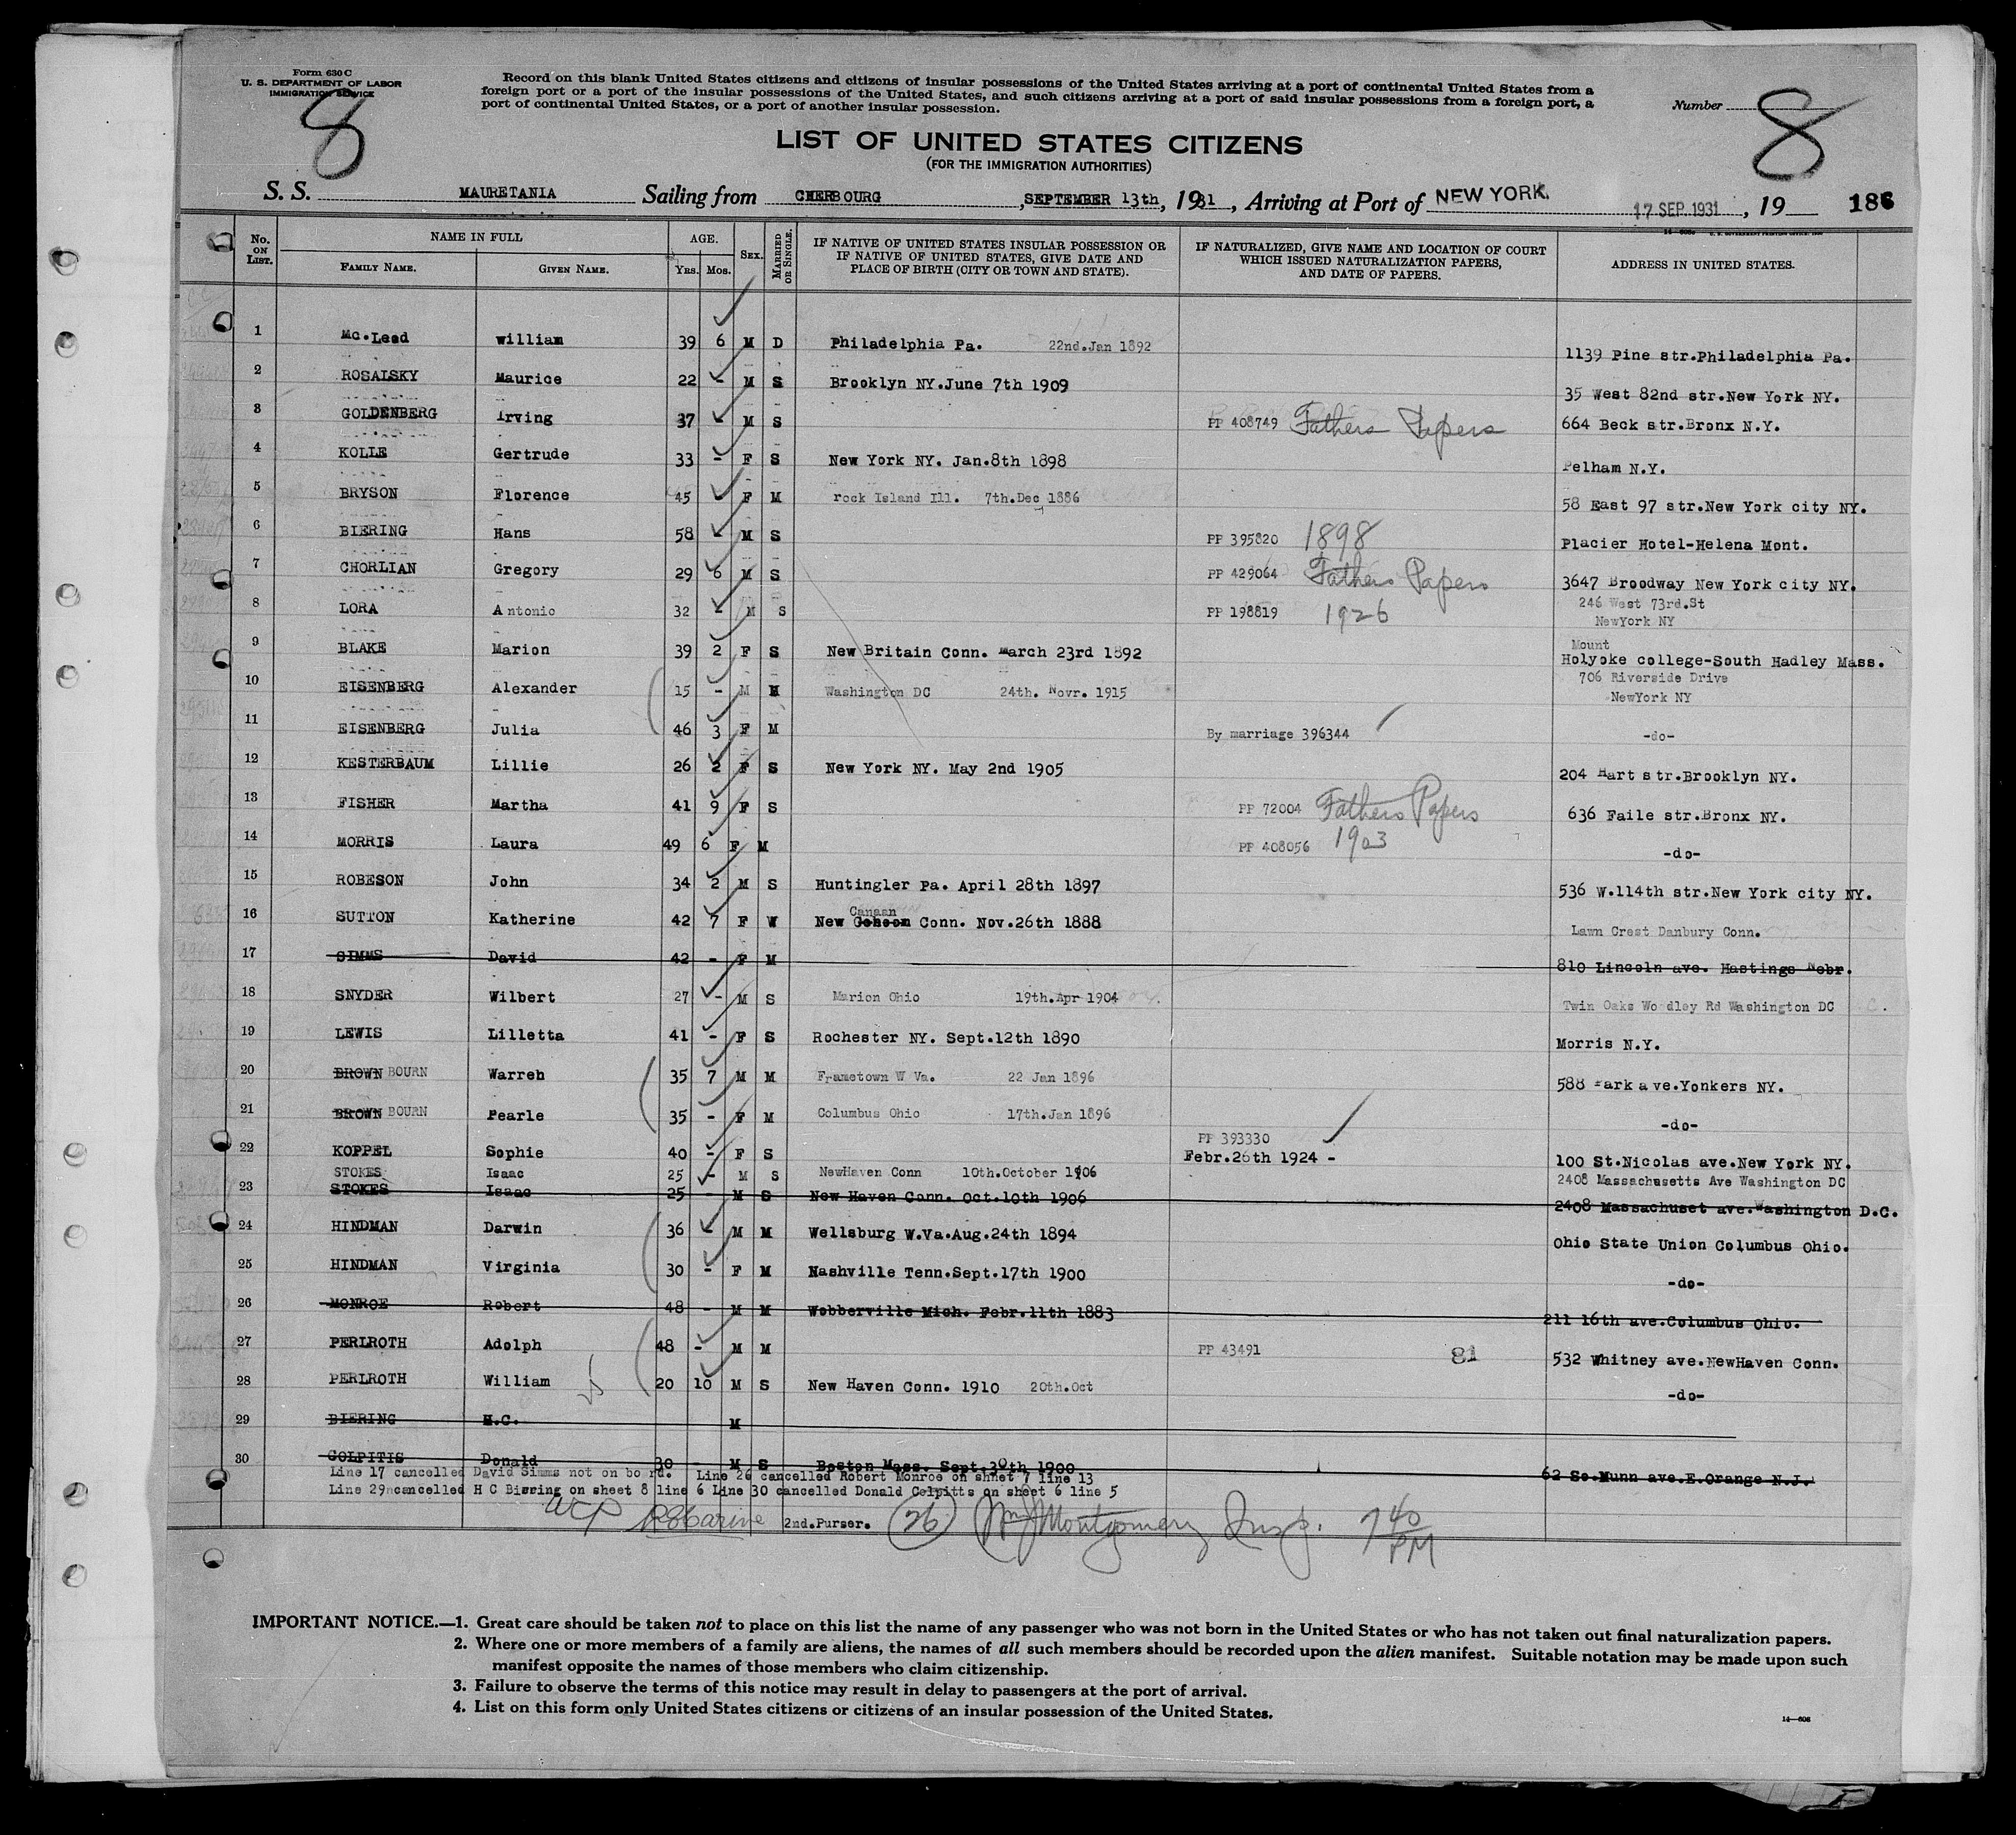 Form 630 C
U. S. DEPARTMENT OF LABOR
IMMIGRATION SERVICE
8
Record on this blank United States citizens and citizens of insular possessions of the United States arriving at a port of continental United States from a
foreign port or a port of the insular possessions of the United States, and such citizens arriving at a port of said insular possessions from a foreign port, a
port of continental United States, or a port of another insular possession.
Number
8
LIST OF UNITED STATES CITIZENS
(FOR THE IMMIGRATION AUTHORITIES)
S. S. MAURETANIA Sailing from CHERBOURG, SEPTEMBER 13th, 1931, Arriving at Port of NEW YORK. 17 SEP. 1931, 19 186
No. ON LIST. NAME IN FULL FAMILY NAME. GIVEN NAME. AGE. YRS. MOS. SEX. MARRIED OR SINGLE. IF NATIVE OF UNITED STATES INSULAR POSSESSION OR IF NATIVE OF UNITED STATES, GIVE DATE AND PLACE OF BIRTH (CITY OR TOWN AND STATE). IF NATURALIZED, GIVE NAME AND LOCATION OF COURT WHICH ISSUED NATURALIZATION PAPERS, AND DATE OF PAPERS. ADDRESS IN UNITED STATES.
1 Mc.Leod William 39 6 M D Philadelphia Pa. 22nd.Jan 1892 1139 Pine str.Philadelphia Pa.
2 ROSALSKY Maurice 22 - M S Brooklyn NY.June 7th 1909 35 West 82nd str.New York NY.
3 GOLDENBERG Irving 37 - M S PP 408749 Fathers Papers 664 Beck str.Bronx N.Y.
4 KOLLE Gertrude 33 - F S New York NY. Jan.8th 1898 Pelham N.Y.
5 BRYSON Florence 45 - F M rock Island Ill. 7th.Dec 1886 58 East 97 str.New York city NY.
6 BIERING Hans 58 - M S PP 395820 1898 Placier Hotel-Helena Mont.
7 CHORLIAN Gregory 29 6 M S PP 429064 Fathers Papers 3647 Broodway New York city NY.
8 LORA Antonio 32 - M S PP 198819 1926 246 West 73rd.St
NewYork NY
9 BLAKE Marion 39 2 F S New Britain Conn. March 23rd 1892 Mount
Holyoke college-South Hadley Mass.
10 EISENBERG Alexander 15 - M M Washington DC 24th. Novr. 1915 706 Riverside Drive
NewYork NY
11 EISENBERG Julia 46 3 F M By marriage 396344 -do-
12 KESTERBAUM Lillie 26 2 F S New York NY. May 2nd 1905 204 Hart str.Brooklyn NY.
13 FISHER Martha 41 9 F S PP 72004 Fathers Papers 636 Faile str.Bronx NY.
14 MORRIS Laura 49 6 F M PP 408056 1903 -do-
15 ROBESON John 34 2 M S Huntingler Pa. April 28th 1897 536 W.114th str.New York city NY.
16 SUTTON Katherine 42 7 F W New Canaan Conn. Nov.26th 1888 Lawn Crest Danbury Conn.
17 SIMMS David 42 - F M 810 Lincoln ave. Hastings Nebr.
18 SNYDER Wilbert 27 - M S Marion Ohio 19th.Apr 1904 Twin Oaks Woodley Rd Washington DC
19 LEWIS Lilletta 41 - F S Rochester NY. Sept.12th 1890 Morris N.Y.
20 BROWN BOURN Warren 35 7 M M Frametown W Va. 22 Jan 1896 588 Park ave.Yonkers NY.
21 BROWN BOURN Pearle 35 - F M Columbus Ohio 17th.Jan 1896 -do-
22 KOPPEL Sophie 40 - F S PP 393330
Febr.26th 1924 - 100 St.Nicolas ave.New York NY.
STOKES Isaac 25 - M S NewHaven Conn 10th.October 1906 2408 Massachusetts Ave Washington DC
23 STOKES Isaac 25 - M S New Haven Conn. Oct.10th 1906 2408 Massachuset ave.Washington D.C.
24 HINDMAN Darwin 36 - M M Wellsburg W.Va.Aug.24th 1894 Ohio State Union Columbus Ohio.
25 HINDMAN Virginia 30 - F M Nashville Tenn.Sept.17th 1900 -do-
26 MONROE Robert 48 - M M Wobberville Mich. Febr.11th 1883 211 16th ave.Columbus Ohio.
27 PERLROTH Adolph 48 - M M PP 43491 81 532 Whitney ave.NewHaven Conn.
28 PERLROTH William 20 10 M S New Haven Conn. 1910 20th.Oct -do-
29 BIERING H.C. M
30 COLPITIS Donald 30 - M S Boston Mass. Sept.30th 1900 62 So.Munn ave.E.Orange N.J.
Line 17 cancelled David Simms not on board. Line 26 cancelled Robert Monroe on sheet 7 line 13
Line 29 cancelled H C Bierring on sheet 8 line 6 Line 30 cancelled Donald Colpitts on sheet 6 line 5
2nd.Purser. 26 Wm J Montgomery Insp. 7 40 PM
IMPORTANT NOTICE.—1. Great care should be taken not to place on this list the name of any passenger who was not born in the United States or who has not taken out final naturalization papers.
2. Where one or more members of a family are aliens, the names of all such members should be recorded upon the alien manifest. Suitable notation may be made upon such
manifest opposite the names of those members who claim citizenship.
3. Failure to observe the terms of this notice may result in delay to passengers at the port of arrival.
4. List on this form only United States citizens or citizens of an insular possession of the United States.
14—608